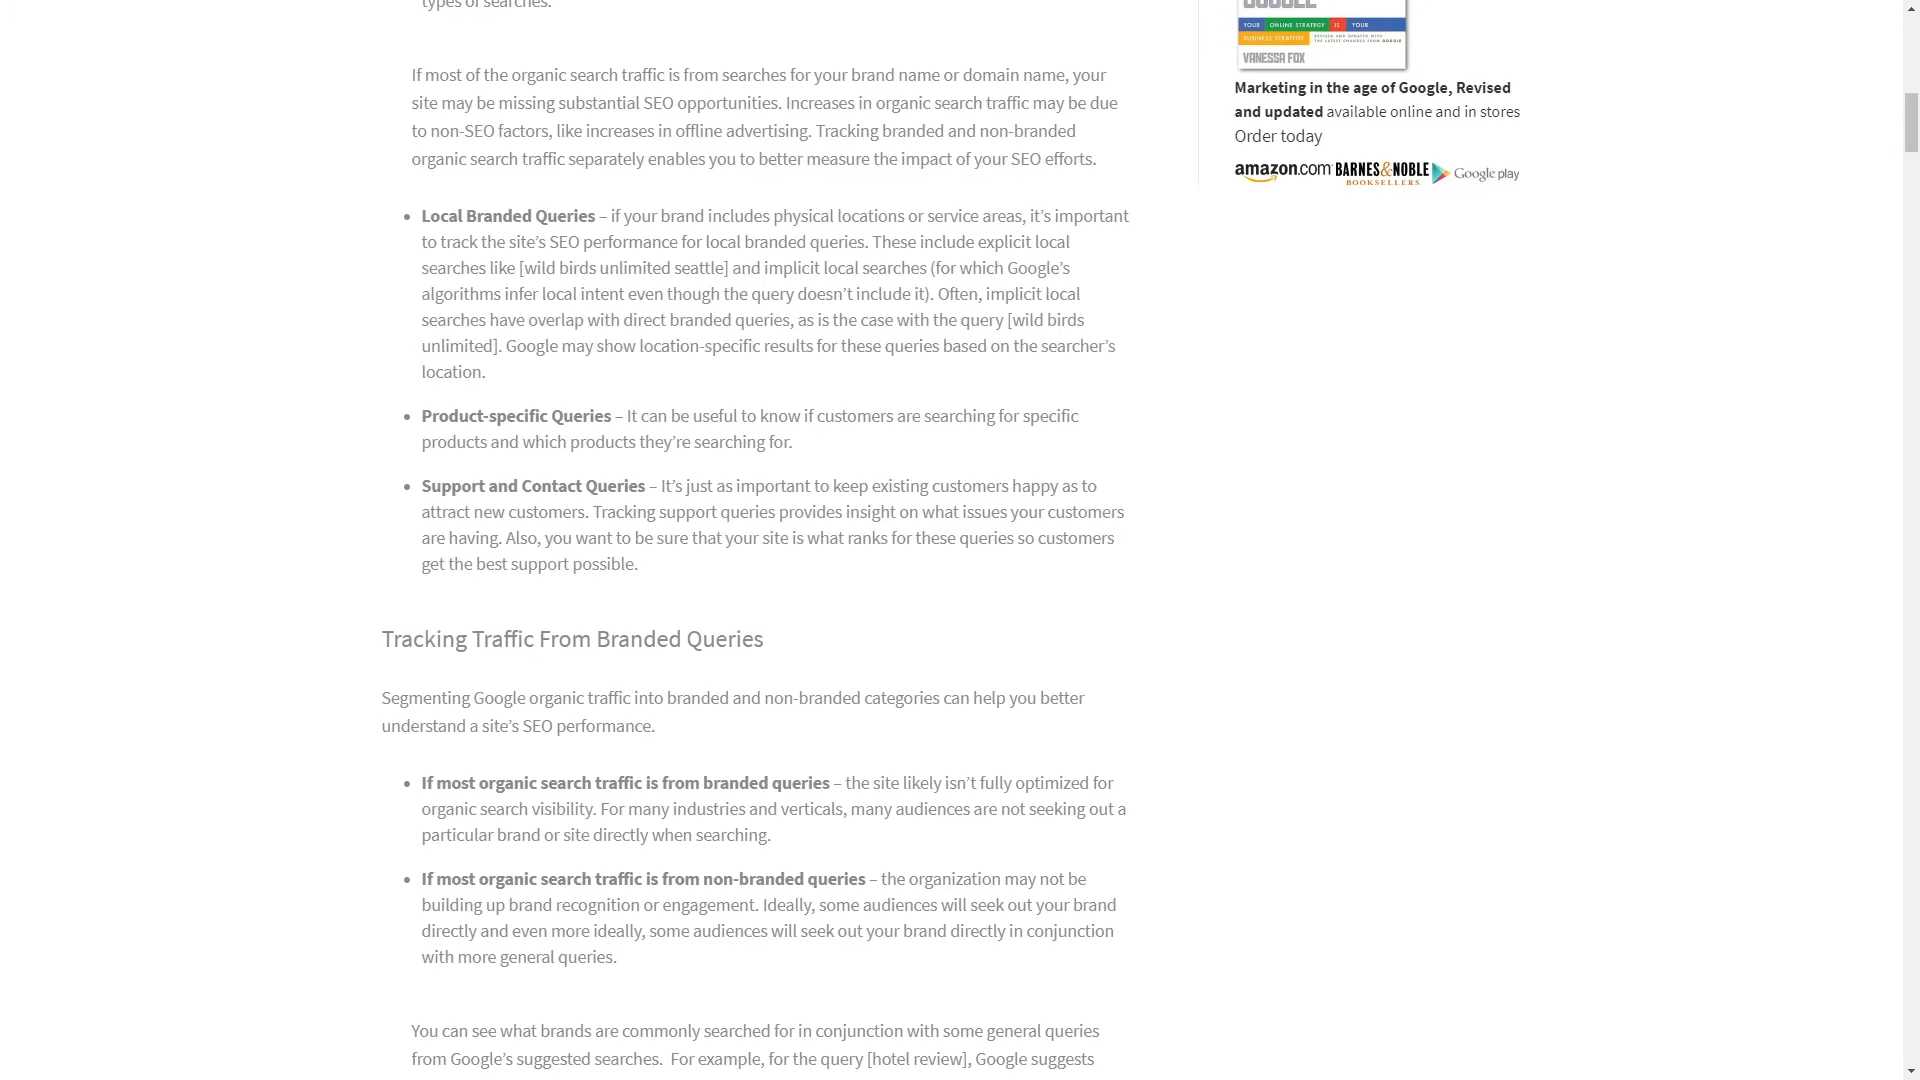 types of searches.
If most of the organic search traffic is from searches for your brand name or domain name, your
site may be missing substantial SEO opportunities. Increases in organic search traffic may be due
to non-SEO factors, like increases in offline advertising. Tracking branded and non-branded
organic search traffic separately enables you to better measure the impact of your SEO efforts.
• Local Branded Queries – if your brand includes physical locations or service areas, it’s important
to track the site’s SEO performance for local branded queries. These include explicit local
searches like [wild birds unlimited seattle] and implicit local searches (for which Google’s
algorithms infer local intent even though the query doesn’t include it). Often, implicit local
searches have overlap with direct branded queries, as is the case with the query [wild birds
unlimited]. Google may show location-specific results for these queries based on the searcher’s
location.
• Product-specific Queries – It can be useful to know if customers are searching for specific
products and which products they’re searching for.
• Support and Contact Queries – It’s just as important to keep existing customers happy as to
attract new customers. Tracking support queries provides insight on what issues your customers
are having. Also, you want to be sure that your site is what ranks for these queries so customers
get the best support possible.
Tracking Traffic From Branded Queries
Segmenting Google organic traffic into branded and non-branded categories can help you better
understand a site’s SEO performance.
• If most organic search traffic is from branded queries – the site likely isn’t fully optimized for
organic search visibility. For many industries and verticals, many audiences are not seeking out a
particular brand or site directly when searching.
• If most organic search traffic is from non-branded queries – the organization may not be
building up brand recognition or engagement. Ideally, some audiences will seek out your brand
directly and even more ideally, some audiences will seek out your brand directly in conjunction
with more general queries.
You can see what brands are commonly searched for in conjunction with some general queries
from Google’s suggested searches.  For example, for the query [hotel review], Google suggests
GOOGLE
YOUR ONLINE STRATEGY IS YOUR
BUSINESS STRATEGY REVISED AND UPDATED WITH
THE LATEST CHANGES FROM GOOGLE
VANESSA FOX
Marketing in the age of Google, Revised
and updated available online and in stores
Order today
amazon.com BARNES&NOBLE Google play
BOOKSELLERS